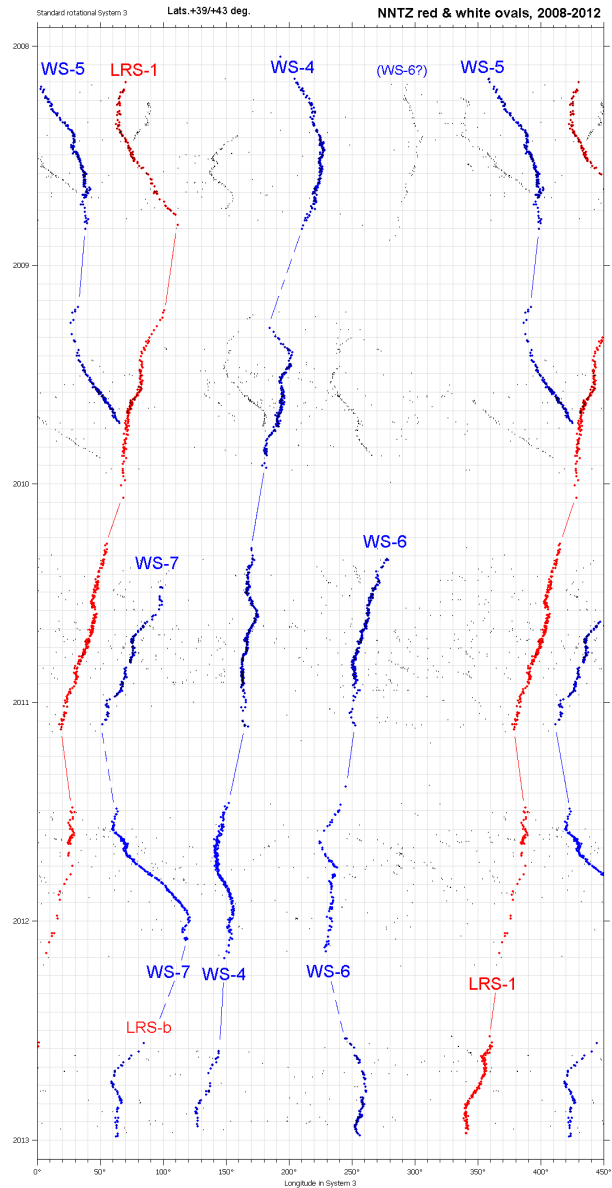 Standard rotational System 3 Lats.+39/+43 deg. NNTZ red & white ovals, 2008-2012
2008
WS-5 LRS-1 WS-4 (WS-6?) WS-5
2009
2010
WS-7 WS-6
2011
2012
WS-7 WS-4 WS-6
LRS-1
LRS-b
2013
0° 50° 100° 150° 200° 250° 300° 350° 400° 450°
Longitude in System 3